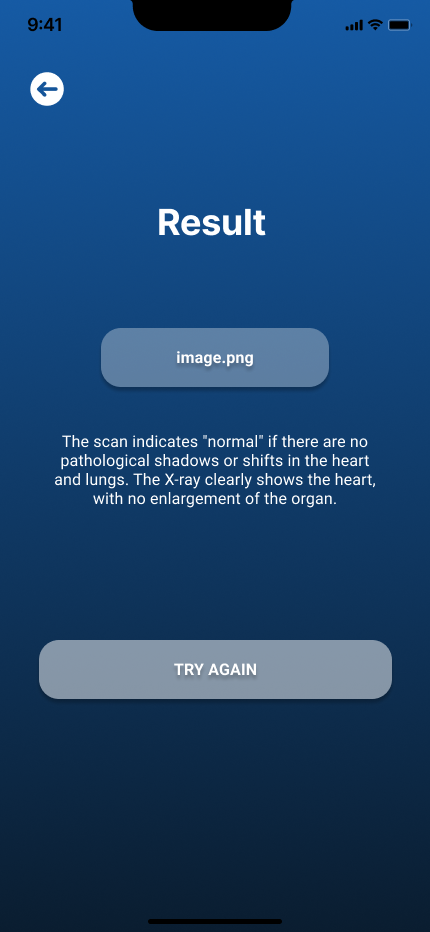 9:41
Result
image.png
The scan indicates "normal" if there are no
pathological shadows or shifts in the heart
and lungs. The X-ray clearly shows the heart,
with no enlargement of the organ.
TRY AGAIN